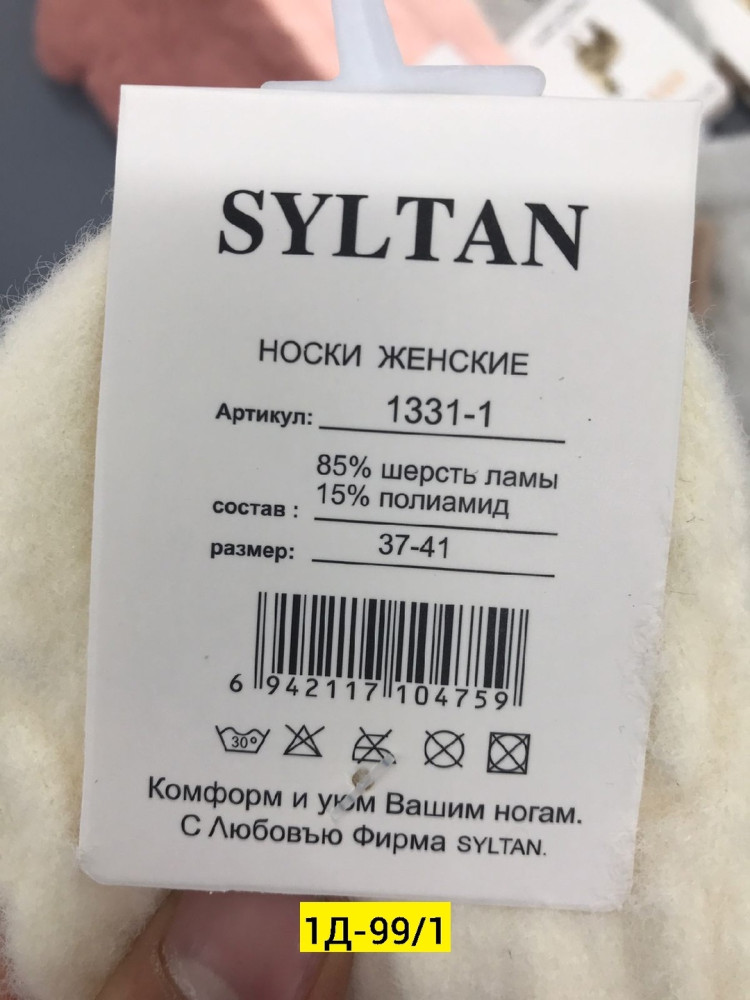 SYLTAN
НОСКИ ЖЕНСКИЕ
Артикул: 1331-1
85% шерсть ламы
состав : 15% полиамид
размер: 37-41
6 942117 104759
30°
Комформ и уюм Вашим ногам.
С Любовъю Фирма SYLTAN.
1Д-99/1